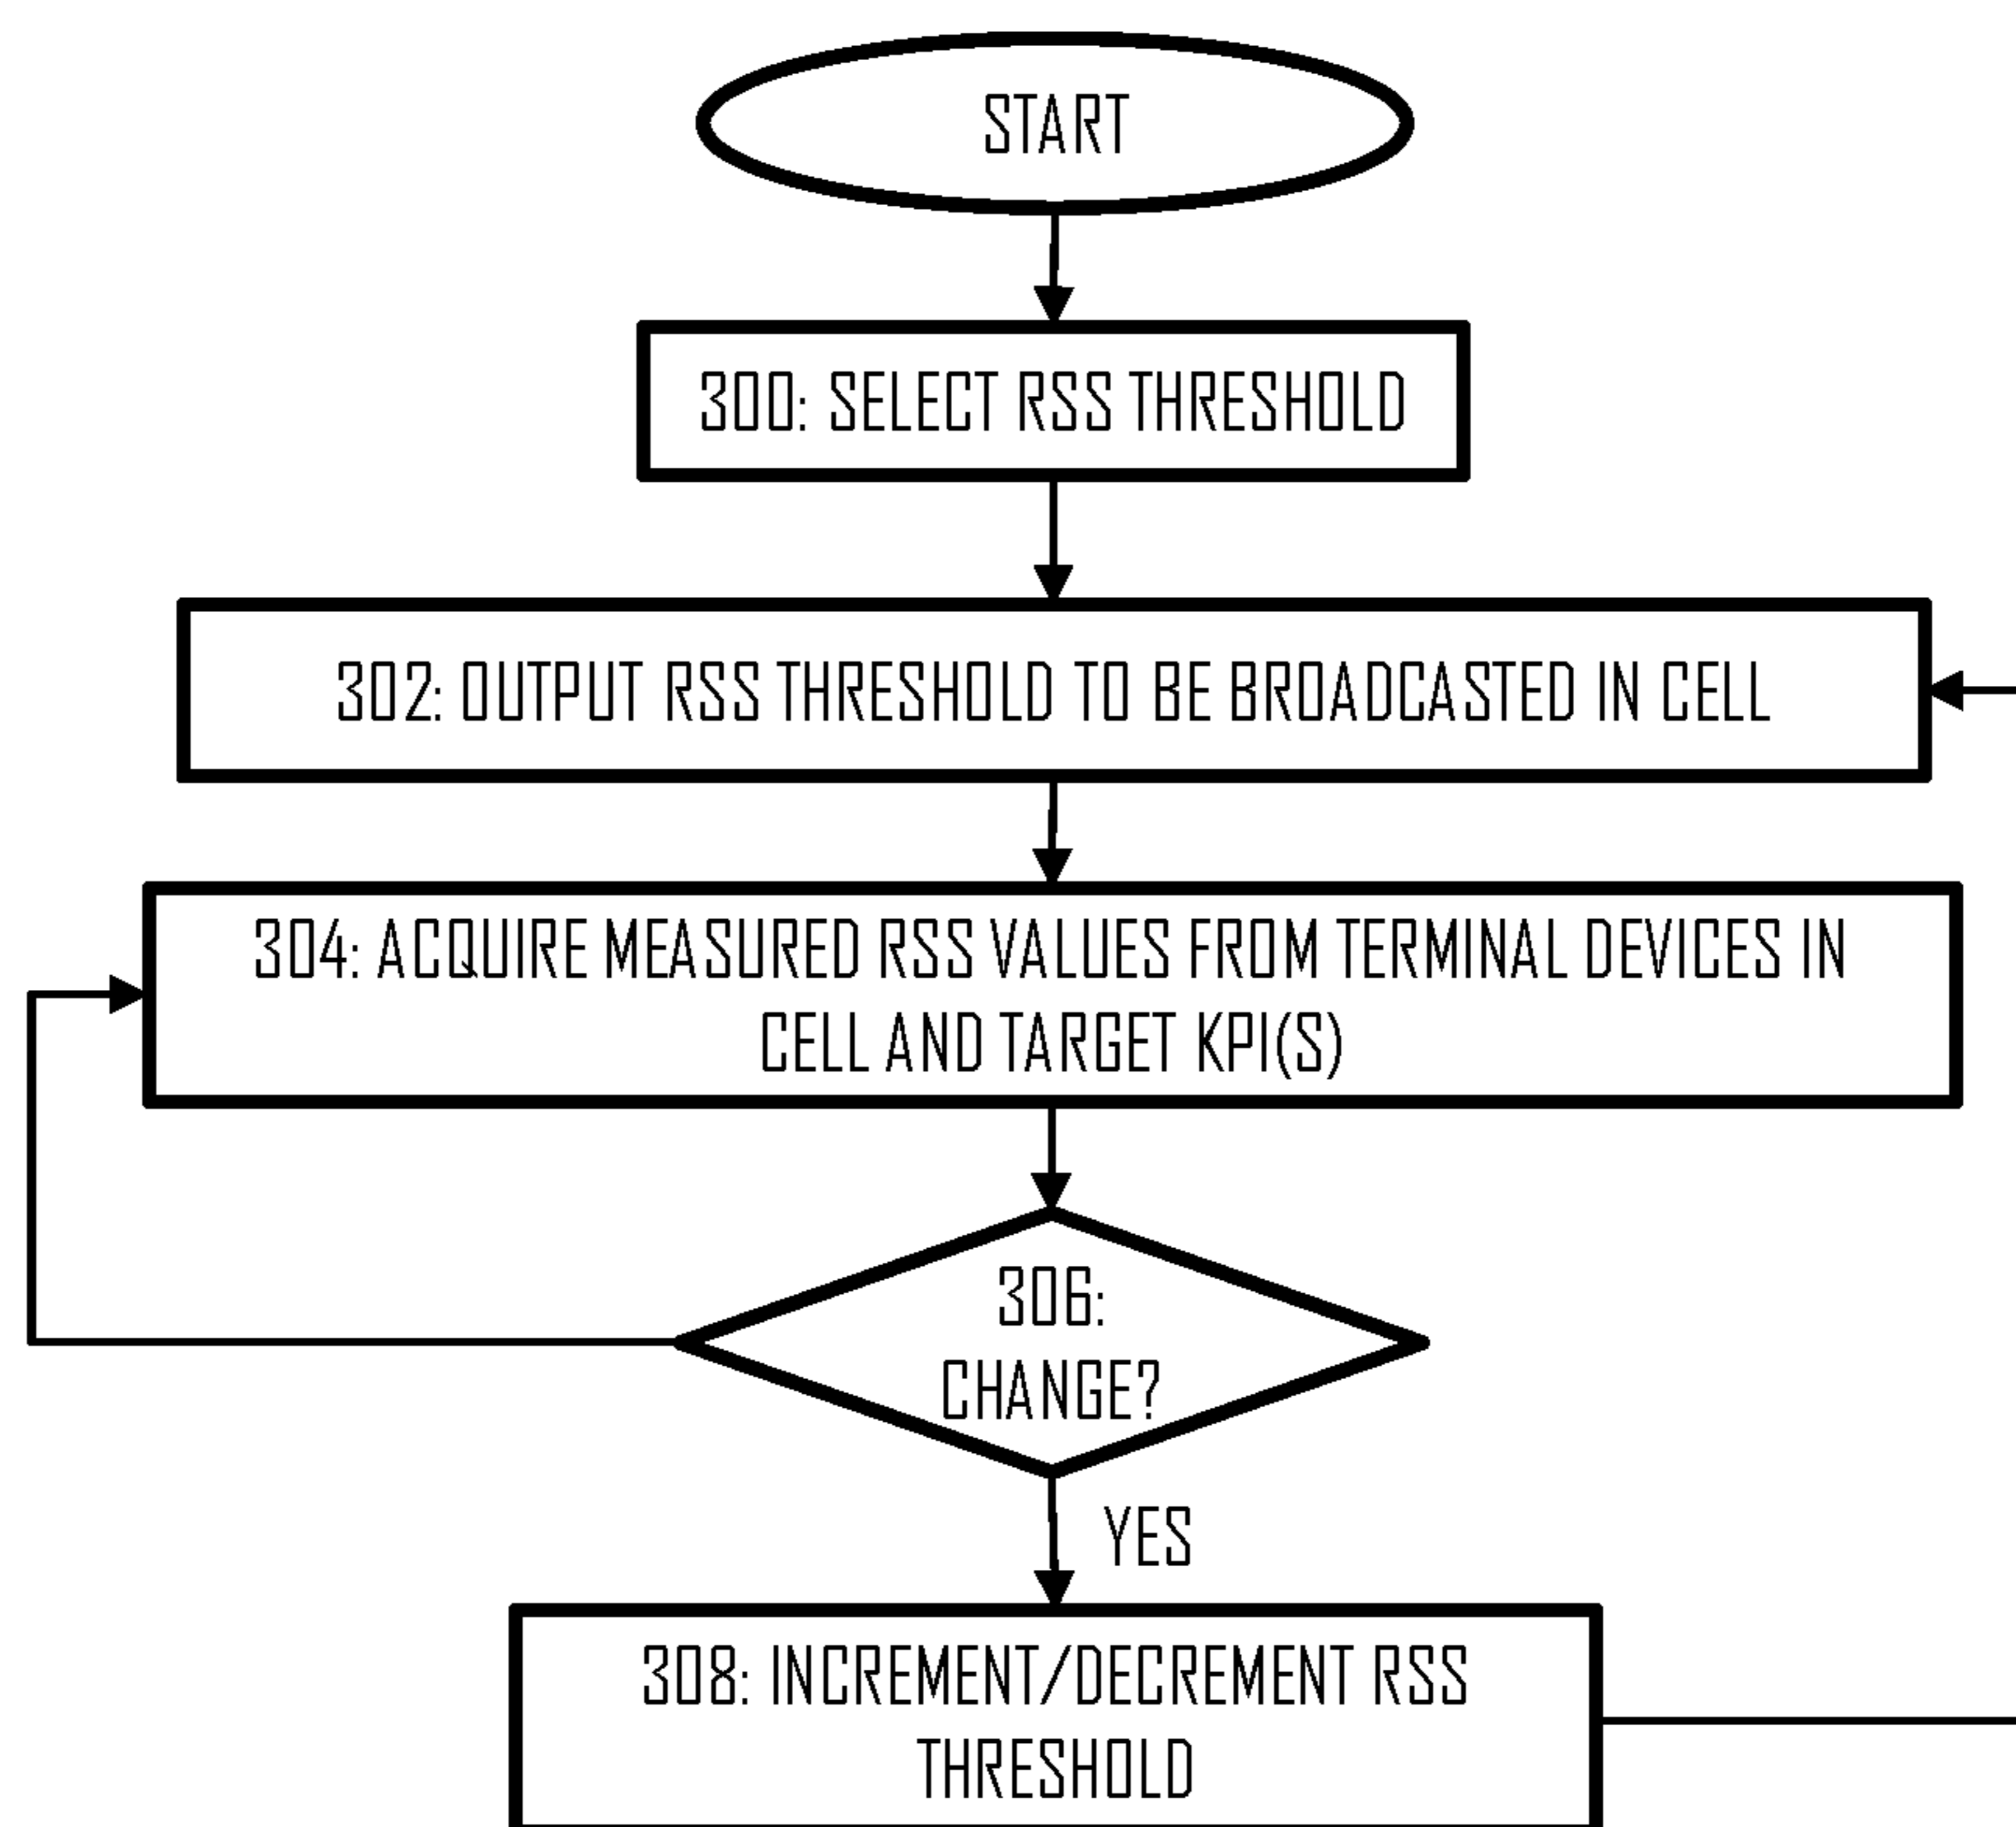 START
300: SELECT RSS THRESHOLD
302: OUTPUT RSS THRESHOLD TO BE BROADCASTED IN CELL
304: ACQUIRE MEASURED RSS VALUES FROM TERMINAL DEVICES IN
CELL AND TARGET KPI(S)
306:
CHANGE?
YES
308: INCREMENT/DECREMENT RSS
THRESHOLD